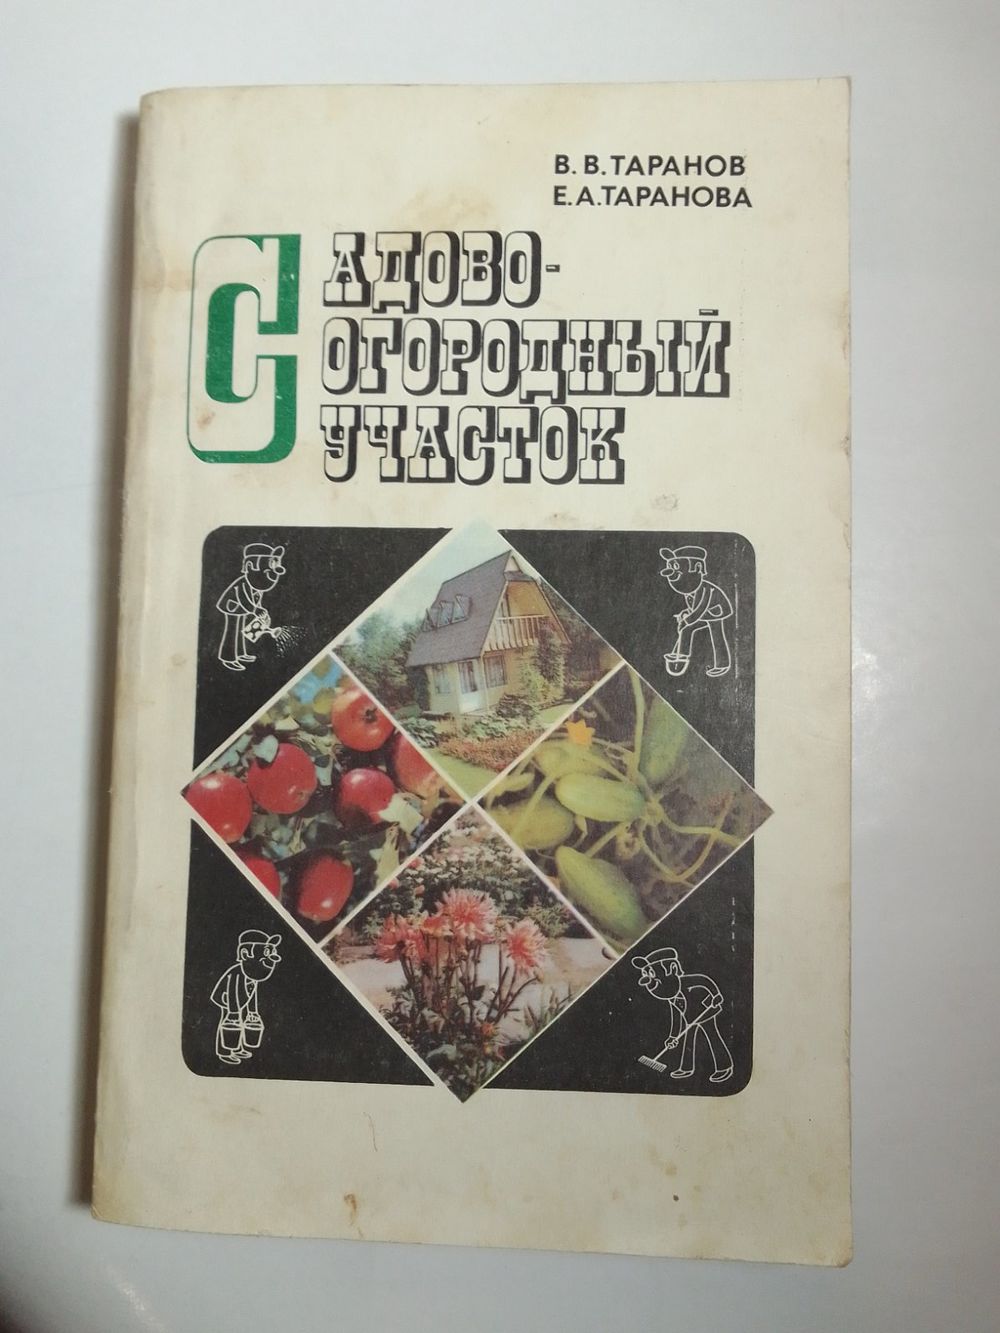 В. В. ТАРАНОВ
Е. А. ТАРАНОВА
САДОВО-
ОГОРОДНЫЙ
УЧАСТОК